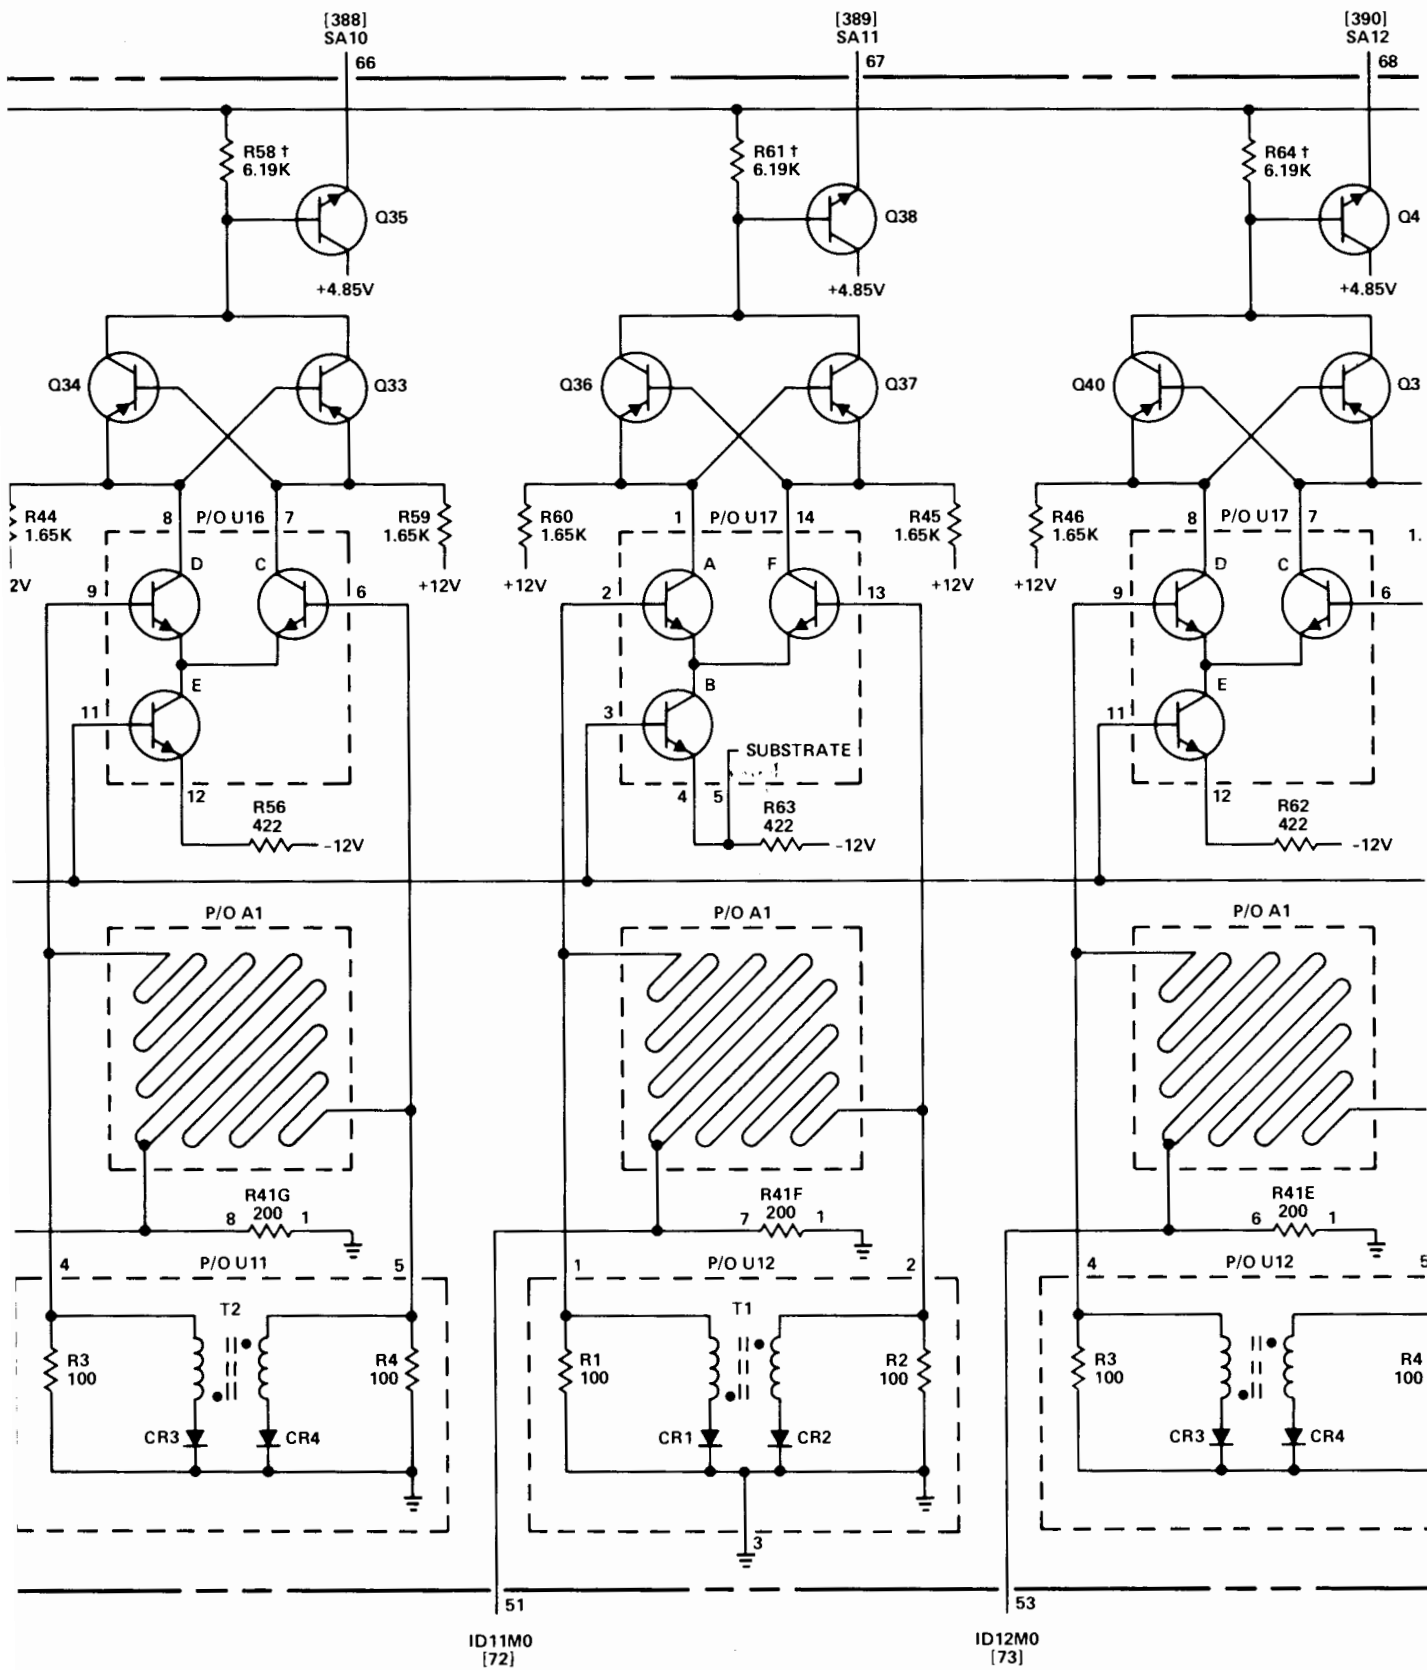 [388]
SA10
66
[389]
SA11
67
[390]
SA12
68
R58 †
6.19K
Q35
+4.85V
R61 †
6.19K
Q38
+4.85V
R64 †
6.19K
Q4
+4.85V
Q34
Q33
Q36
Q37
Q40
Q3
R44
1.65K
2V
8
P/O U16
7
R59
1.65K
+12V
R60
1.65K
+12V
1
P/O U17
14
R45
1.65K
+12V
R46
1.65K
+12V
8
P/O U17
7
1.
D
C
9
6
E
11
12
R56
422
-12V
A
F
2
13
B
3
SUBSTRATE
4
5
R63
422
-12V
D
C
9
6
E
11
12
R62
422
-12V
P/O A1
P/O A1
P/O A1
R41G
8
200
1
R41F
7
200
1
R41E
6
200
1
4
P/O U11
5
1
P/O U12
2
4
P/O U12
5
T2
R3
100
R4
100
CR3
CR4
T1
R1
100
R2
100
CR1
CR2
3
R3
100
R4
100
CR3
CR4
51
ID11M0
[72]
53
ID12M0
[73]